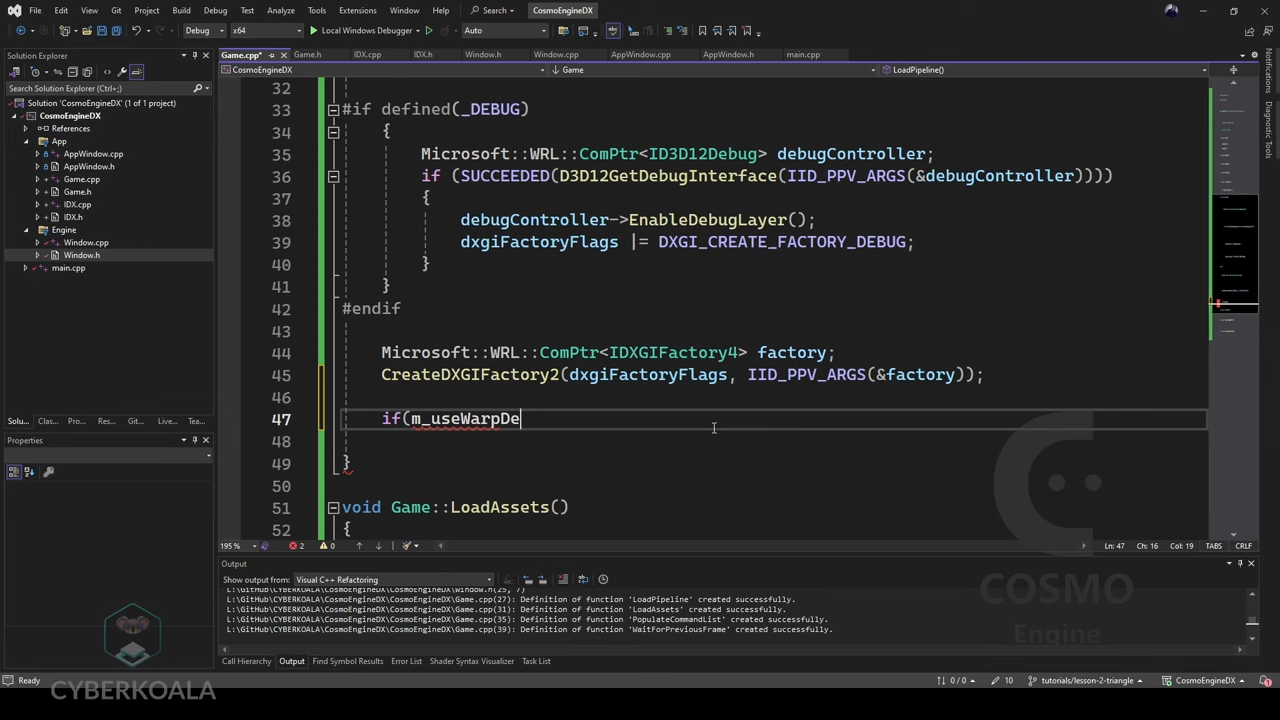 File Edit View Git Project Build Debug Test Analyze Tools Extensions Window Help Search CosmoEngineDX
Debug x64 Local Windows Debugger Auto
Solution Explorer
Game.cpp* Game.h IDX.cpp IDX.h Window.h Window.cpp AppWindow.cpp AppWindow.h main.cpp
CosmoEngineDX Game LoadPipeline()
Search Solution Explorer
Solution 'CosmoEngineDX' (1 of 1 project)
CosmoEngineDX
References
App
AppWindow.cpp
AppWindow.h
Game.cpp
Game.h
IDX.cpp
IDX.h
Engine
Window.cpp
Window.h
main.cpp
Solu... Class... Prope... Reso... Git... Live... Tea...
Properties
32
33 #if defined(_DEBUG)
34 {
35 Microsoft::WRL::ComPtr<ID3D12Debug> debugController;
36 if (SUCCEEDED(D3D12GetDebugInterface(IID_PPV_ARGS(&debugController))))
37 {
38 debugController->EnableDebugLayer();
39 dxgiFactoryFlags |= DXGI_CREATE_FACTORY_DEBUG;
40 }
41 }
42 #endif
43
44 Microsoft::WRL::ComPtr<IDXGIFactory4> factory;
45 CreateDXGIFactory2(dxgiFactoryFlags, IID_PPV_ARGS(&factory));
46
47 if(m_useWarpDe
48
49 }
50
51 void Game::LoadAssets()
52 {
195 % 2 0 Ln: 47 Ch: 16 Col: 19 TABS CRLF
Notifications
Diagnostic Tools
Output
Show output from: Visual C++ Refactoring
L:\GitHub\CYBERKOALA\CosmoEngineDX\CosmoEngineDX\Game.cpp(27): Definition of function 'LoadPipeline' created successfully.
L:\GitHub\CYBERKOALA\CosmoEngineDX\CosmoEngineDX\Game.cpp(31): Definition of function 'LoadAssets' created successfully.
L:\GitHub\CYBERKOALA\CosmoEngineDX\CosmoEngineDX\Game.cpp(35): Definition of function 'PopulateCommandList' created successfully.
L:\GitHub\CYBERKOALA\CosmoEngineDX\CosmoEngineDX\Game.cpp(39): Definition of function 'WaitForPreviousFrame' created successfully.
Call Hierarchy Output Find Symbol Results Error List Shader Syntax Visualizer Task List
Ready 0 / 0 10 tutorials/lesson-2-triangle CosmoEngineDX
CYBERKOALA
COSMO
Engine